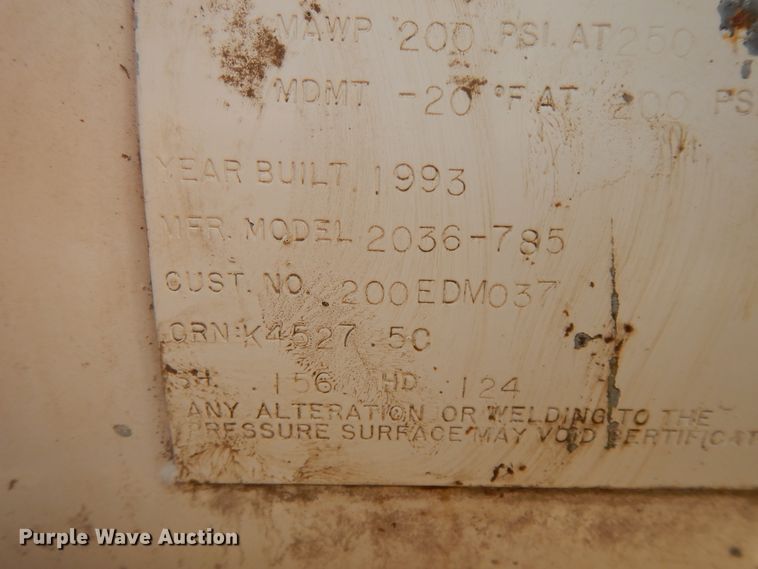 MAWP 200 PSI. AT 250
MDMT -20 °F AT 200 PS
YEAR BUILT 1993
MFR. MODEL 2036-785
CUST. NO. 200EDM037
CRN: K4527.5C
SH. .156 HD. .124
ANY ALTERATION OR WELDING TO THE
PRESSURE SURFACE MAY VOID CERTIFICAT
Purple Wave Auction